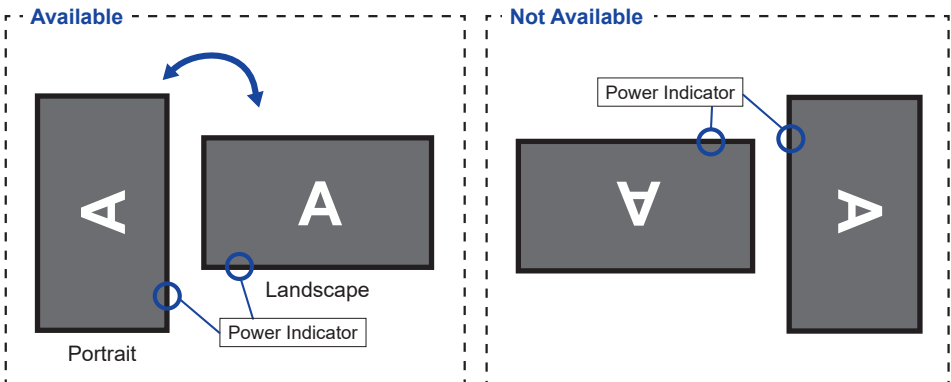 Available
A
A
Landscape
Power Indicator
Portrait
Not Available
Power Indicator
A
A